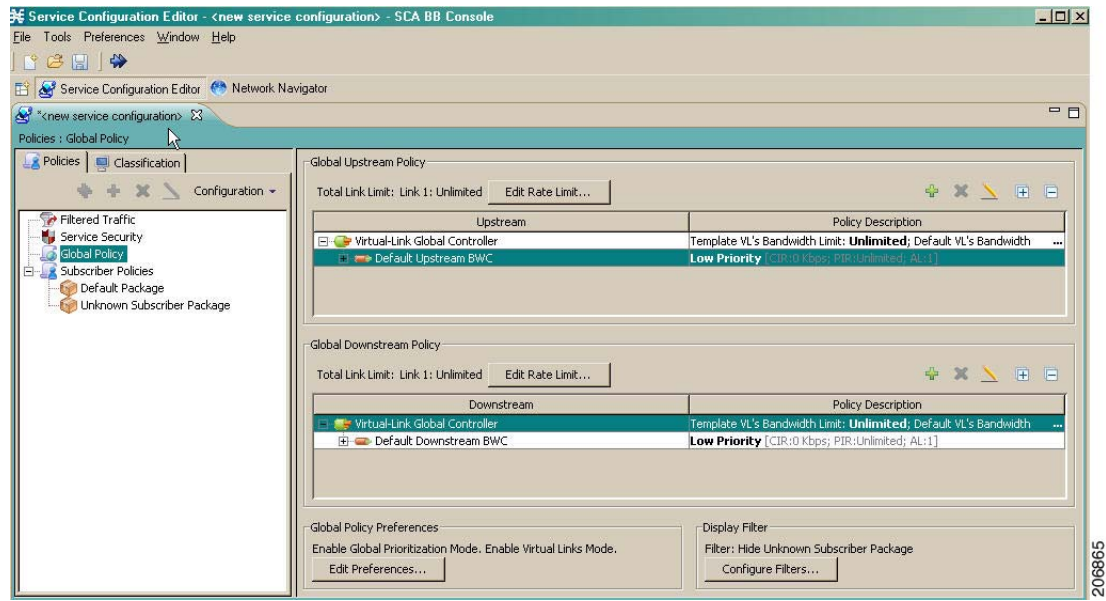 Service Configuration Editor - <new service configuration> - SCA BB Console
File Tools Preferences Window Help
Service Configuration Editor Network Navigator
*<new service configuration>
Policies : Global Policy
Policies Classification
Configuration
Filtered Traffic
Service Security
Global Policy
Subscriber Policies
Default Package
Unknown Subscriber Package
Global Upstream Policy
Total Link Limit: Link 1: Unlimited Edit Rate Limit...
Upstream Policy Description
Virtual-Link Global Controller Template VL's Bandwidth Limit: Unlimited; Default VL's Bandwidth ...
Default Upstream BWC Low Priority [CIR:0 Kbps; PIR:Unlimited; AL:1]
Global Downstream Policy
Total Link Limit: Link 1: Unlimited Edit Rate Limit...
Downstream Policy Description
Virtual-Link Global Controller Template VL's Bandwidth Limit: Unlimited; Default VL's Bandwidth ...
Default Downstream BWC Low Priority [CIR:0 Kbps; PIR:Unlimited; AL:1]
Global Policy Preferences
Enable Global Prioritization Mode. Enable Virtual Links Mode.
Edit Preferences...
Display Filter
Filter: Hide Unknown Subscriber Package
Configure Filters...
206865